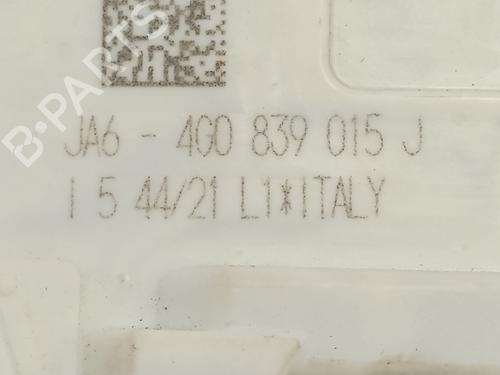 B-PARTS
JA6 - 4G0 839 015 J
I 5 44/21 L1*ITALY